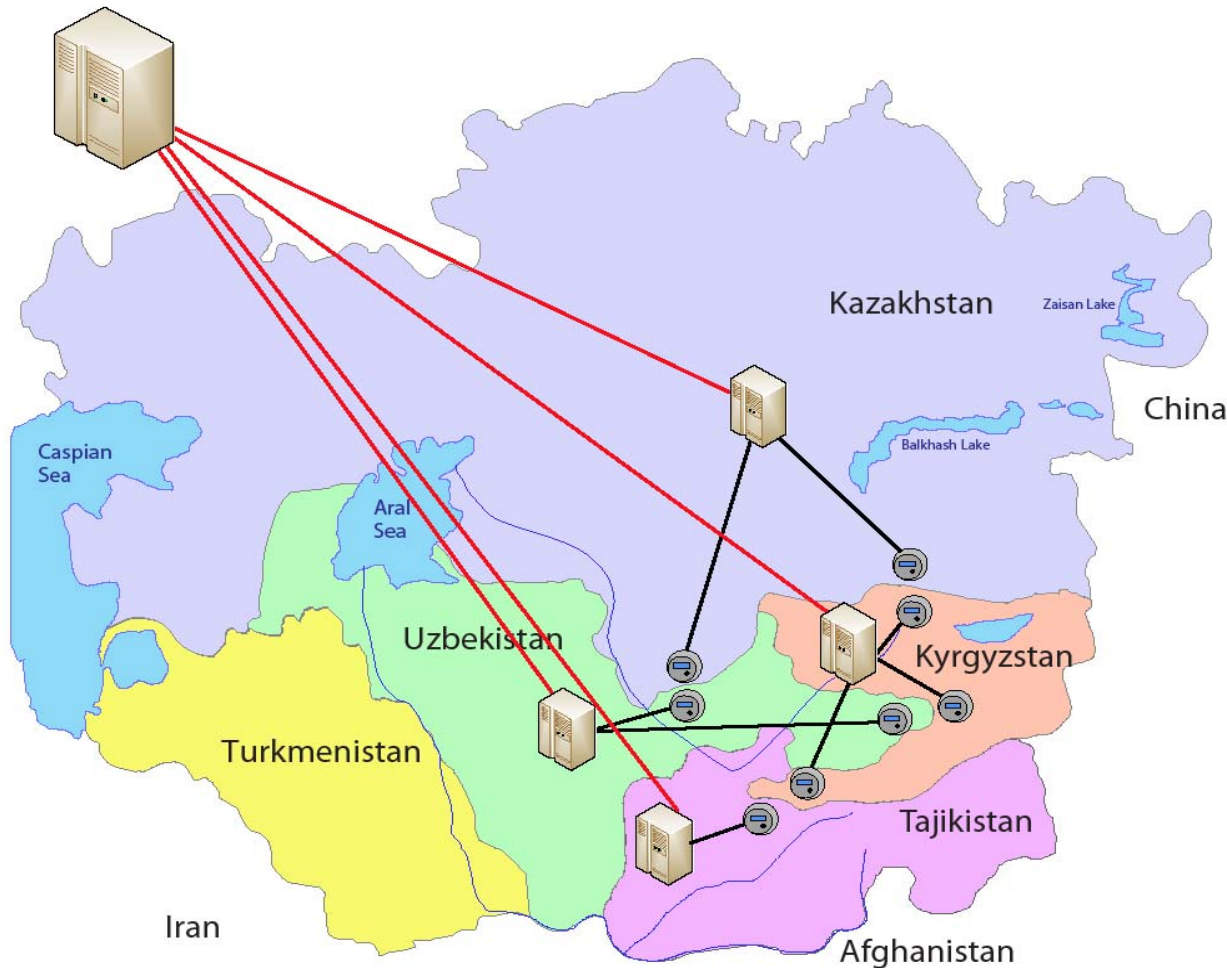 Kazakhstan
Zaisan Lake
China
Balkhash Lake
Caspian
Sea
Aral
Sea
Uzbekistan
Kyrgyzstan
Turkmenistan
Tajikistan
Iran
Afghanistan